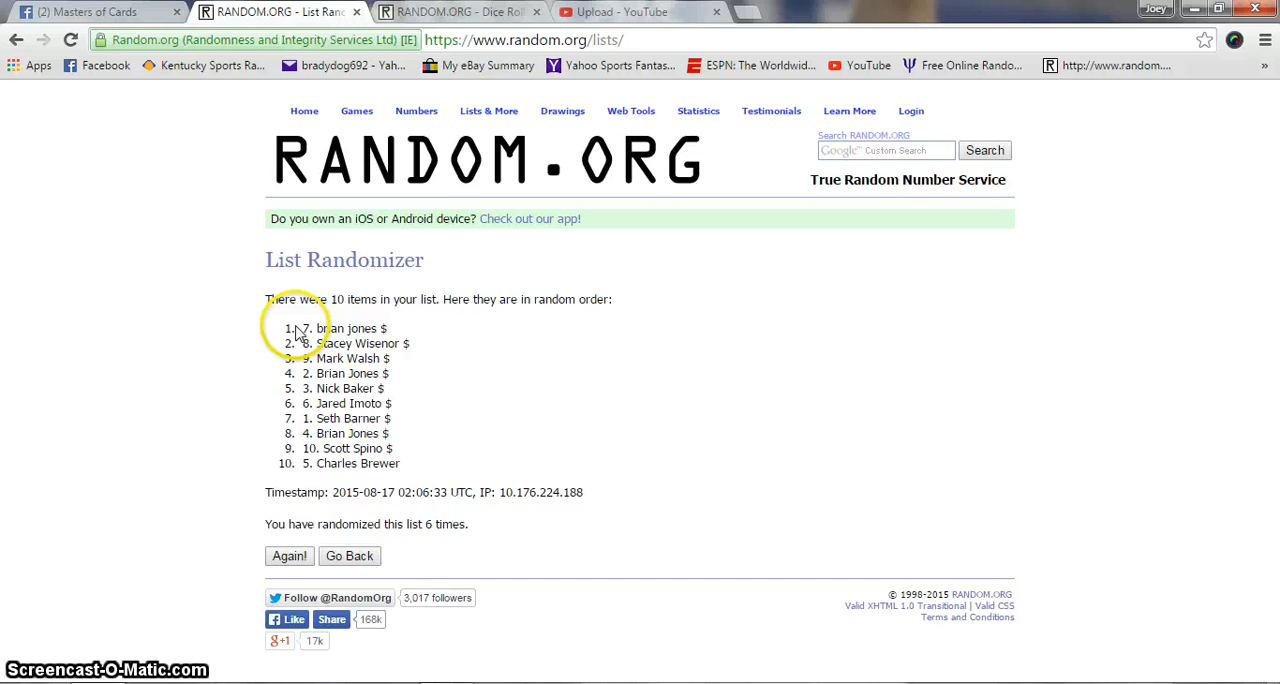 (2) Masters of Cards
RANDOM.ORG - List Ran
RANDOM.ORG - Dice Rol
Upload - YouTube
Joey
Random.org (Randomness and Integrity Services Ltd) [IE] https://www.random.org/lists/
Apps Facebook Kentucky Sports Ra... bradydog692 - Yah... My eBay Summary Yahoo Sports Fantas... ESPN: The Worldwid... YouTube Free Online Rando... http://www.random.... »
Home Games Numbers Lists & More Drawings Web Tools Statistics Testimonials Learn More Login
RANDOM.ORG
Search RANDOM.ORG
Google Custom Search Search
True Random Number Service
Do you own an iOS or Android device? Check out our app!
List Randomizer
There were 10 items in your list. Here they are in random order:
1. 7. brian jones $
2. 8. Stacey Wisenor $
3. 9. Mark Walsh $
4. 2. Brian Jones $
5. 3. Nick Baker $
6. 6. Jared Imoto $
7. 1. Seth Barner $
8. 4. Brian Jones $
9. 10. Scott Spino $
10. 5. Charles Brewer
Timestamp: 2015-08-17 02:06:33 UTC, IP: 10.176.224.188
You have randomized this list 6 times.
Again! Go Back
Follow @RandomOrg 3,017 followers
Like Share 168k
g+1 17k
© 1998-2015 RANDOM.ORG
Valid XHTML 1.0 Transitional | Valid CSS
Terms and Conditions
Screencast-O-Matic.com